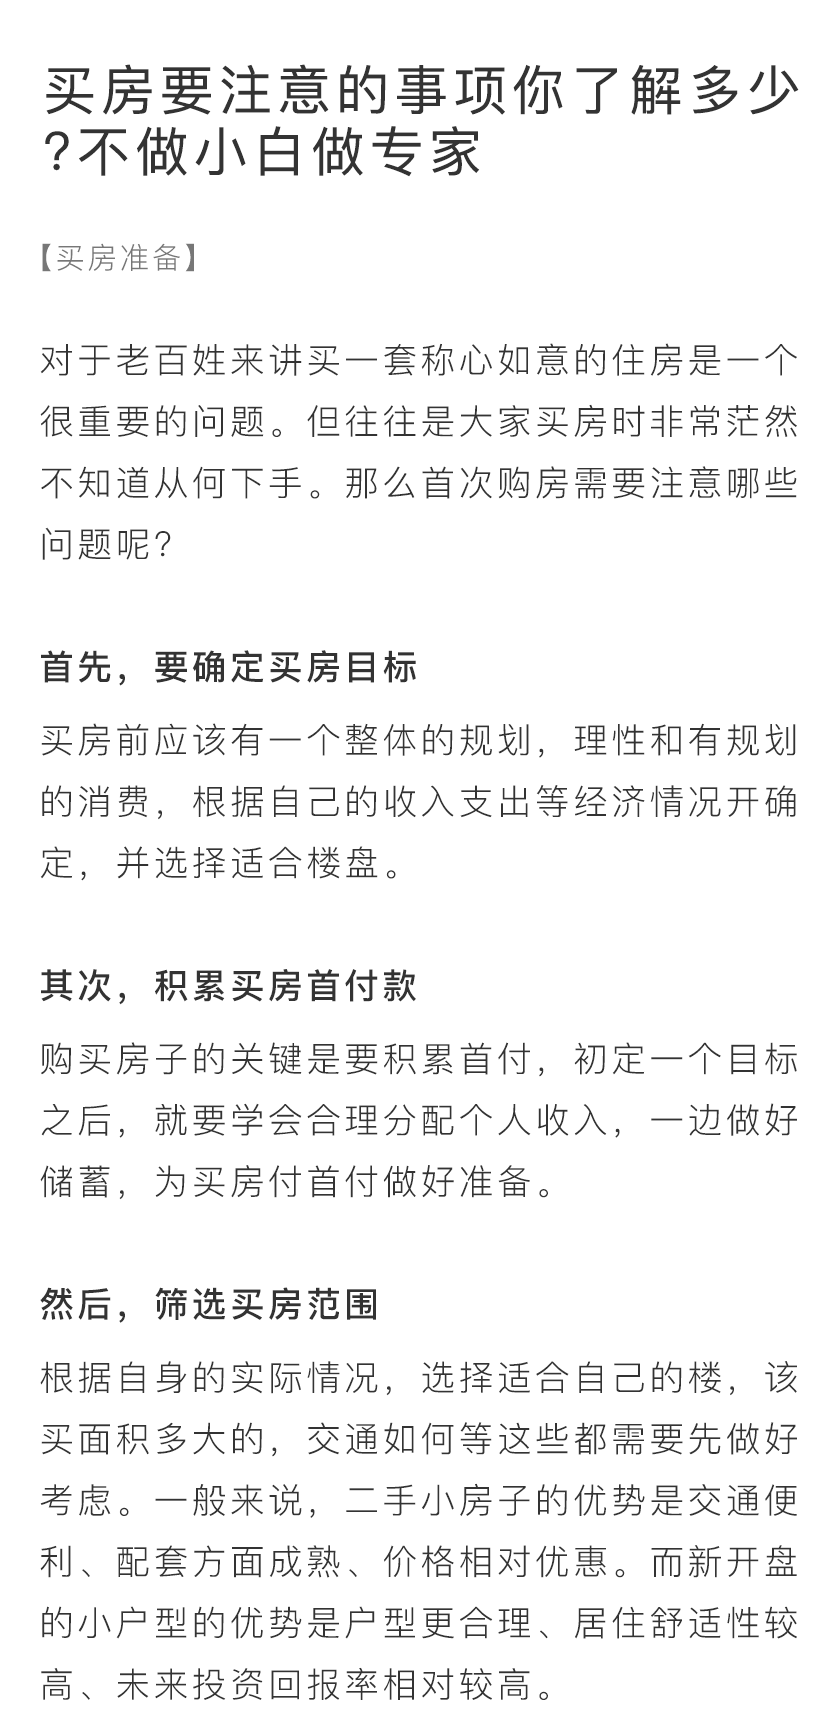 买房要注意的事项你了解多少
?不做小白做专家
【买房准备】
对于老百姓来讲买一套称心如意的住房是一个
很重要的问题。但往往是大家买房时非常茫然
不知道从何下手。那么首次购房需要注意哪些
问题呢?
首先，要确定买房目标
买房前应该有一个整体的规划，理性和有规划
的消费，根据自己的收入支出等经济情况开确
定，并选择适合楼盘。
其次，积累买房首付款
购买房子的关键是要积累首付，初定一个目标
之后，就要学会合理分配个人收入，一边做好
储蓄，为买房付首付做好准备。
然后，筛选买房范围
根据自身的实际情况，选择适合自己的楼，该
买面积多大的，交通如何等这些都需要先做好
考虑。一般来说，二手小房子的优势是交通便
利、配套方面成熟、价格相对优惠。而新开盘
的小户型的优势是户型更合理、居住舒适性较
高、未来投资回报率相对较高。